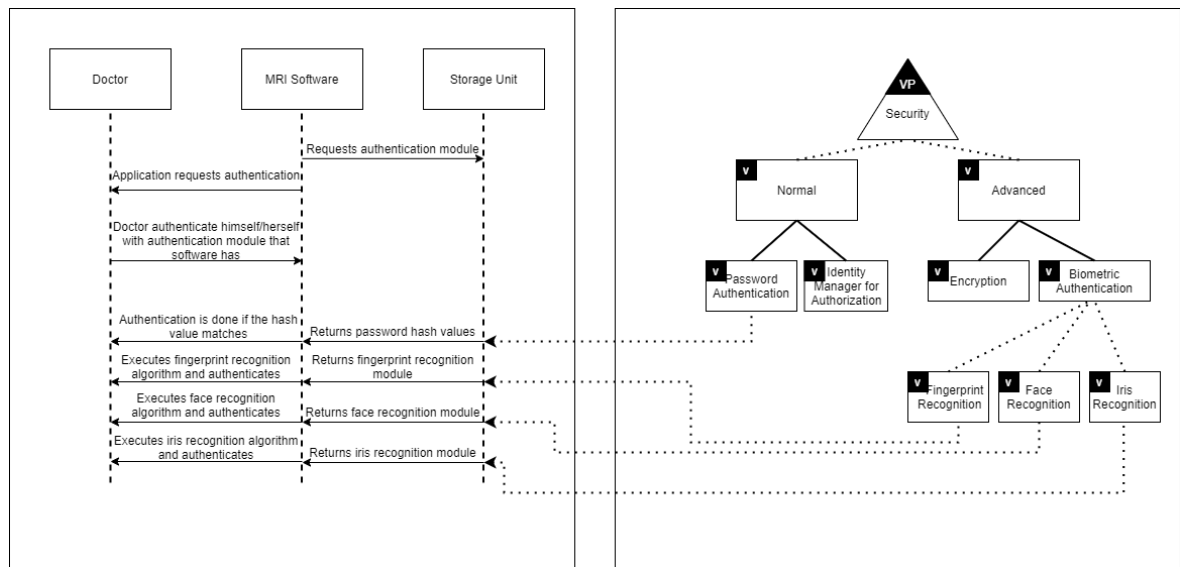 Doctor
MRI Software
Storage Unit
Requests authentication module
Application requests authentication
Doctor authenticate himself/herself
with authentication module that
software has
Authentication is done if the hash
value matches
Returns password hash values
Executes fingerprint recognition
algorithm and authenticates
Returns fingerprint recognition
module
Executes face recognition
algorithm and authenticates
Returns face recognition module
Executes iris recognition algorithm
and authenticates
Returns iris recognition module
VP
Security
V
Normal
V
Advanced
V
Password
Authentication
V
Identity
Manager for
Authorization
V
Encryption
V
Biometric
Authentication
V
Fingerprint
Recognition
V
Face
Recognition
V
Iris
Recognition